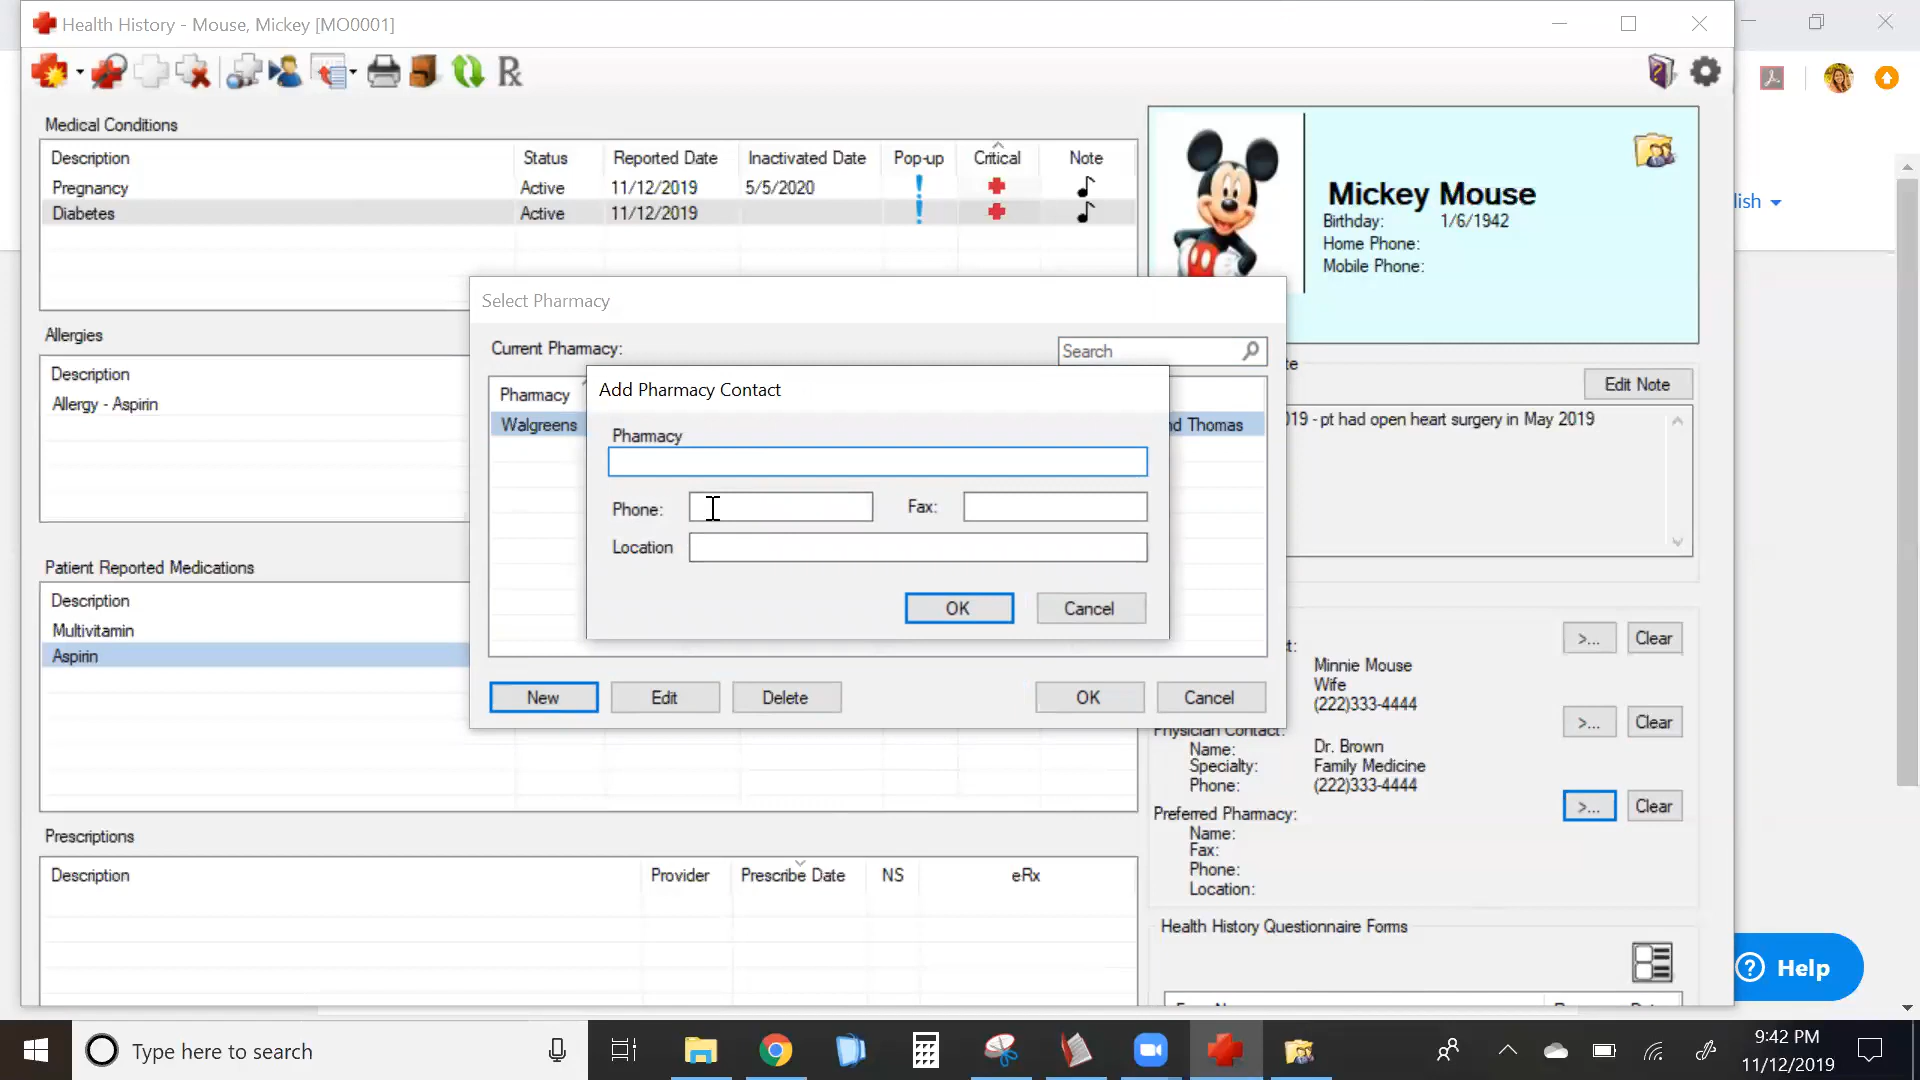 Health History - Mouse, Mickey [MO0001]
Medical Conditions
Description Status Reported Date Inactivated Date Pop-up Critical Note
Pregnancy Active 11/12/2019 5/5/2020
Diabetes Active 11/12/2019
Mickey Mouse
Birthday: 1/6/1942
Home Phone:
Mobile Phone:
lish
Allergies
Description
Allergy - Aspirin
Select Pharmacy
Current Pharmacy:
Search
Pharmacy
Walgreens nd Thomas
Add Pharmacy Contact
Pharmacy
Phone: Fax:
Location
OK Cancel
New Edit Delete OK Cancel
te
Edit Note
19 - pt had open heart surgery in May 2019
Patient Reported Medications
Description
Multivitamin
Aspirin
t:
>... Clear
Minnie Mouse
Wife
(222)333-4444
>... Clear
Physician Contact:
Name: Dr. Brown
Specialty: Family Medicine
Phone: (222)333-4444
>... Clear
Preferred Pharmacy:
Name:
Fax:
Phone:
Location:
Prescriptions
Description Provider Prescribe Date NS eRx
Health History Questionnaire Forms
Help
Type here to search
9:42 PM
11/12/2019